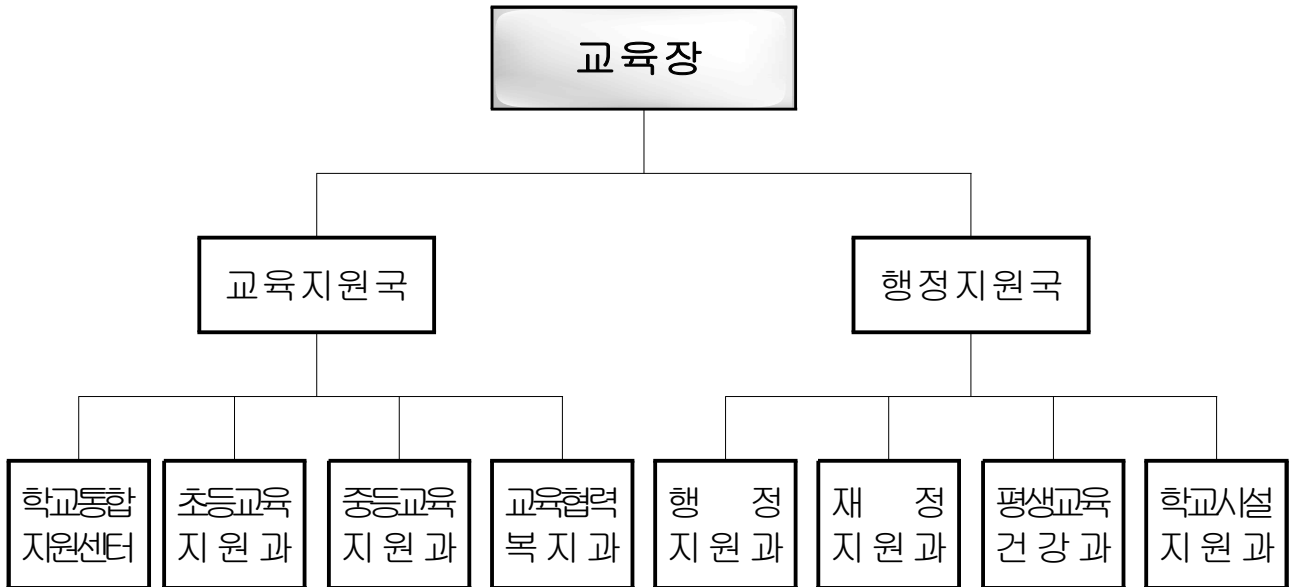 교육장
교육지원국
행정지원국
학교통합
지원센터
초등교육
지원과
중등교육
지원과
교육협력
복지과
행정
지원과
재정
지원과
평생교육
건강과
학교시설
지원과